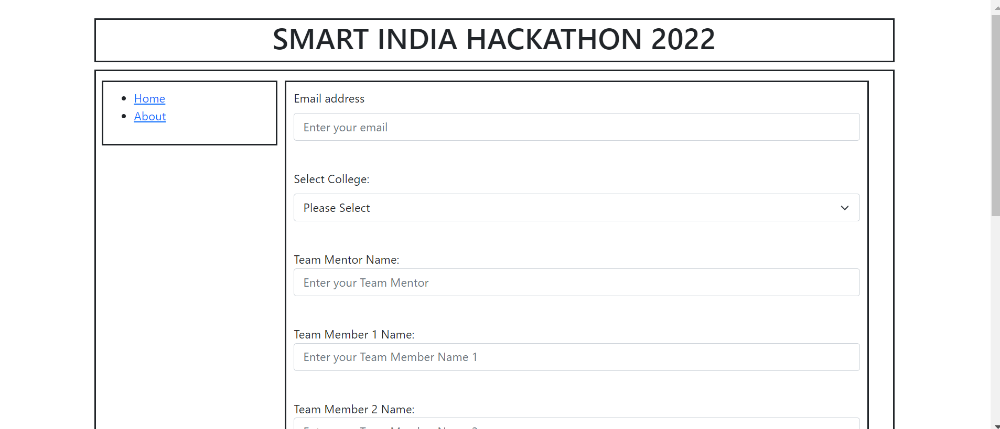 SMART INDIA HACKATHON 2022
Home
About
Email address
Enter your email
Select College:
Please Select
Team Mentor Name:
Enter your Team Mentor
Team Member 1 Name:
Enter your Team Member Name 1
Team Member 2 Name: